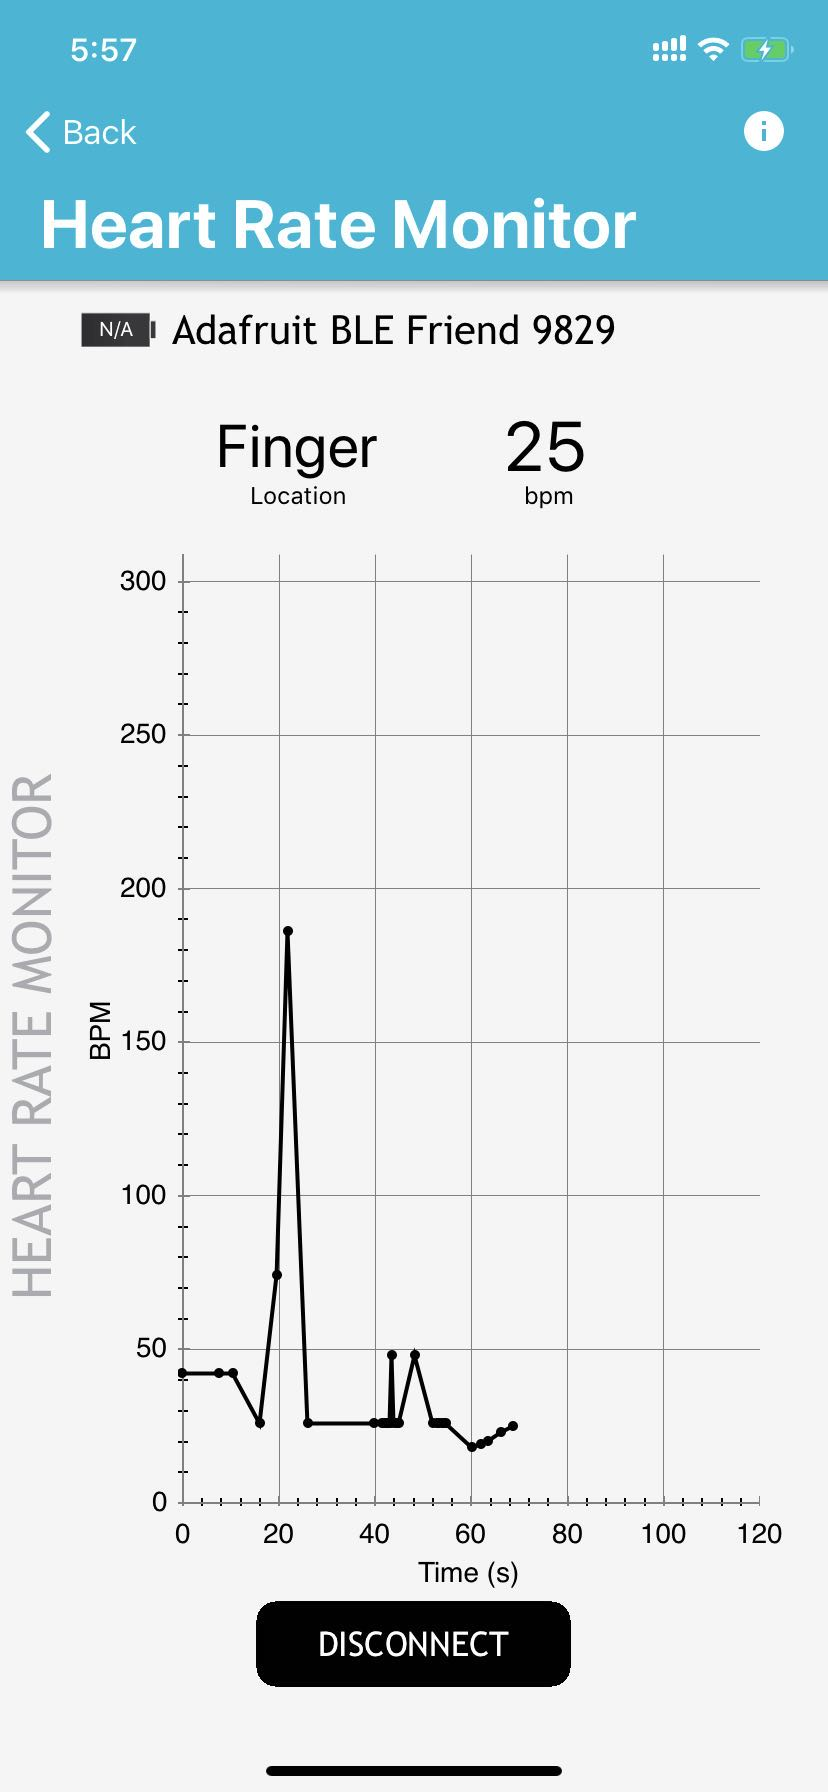 5:57
Back
Heart Rate Monitor
N/A Adafruit BLE Friend 9829
Finger 25
Location bpm
HEART RATE MONITOR
BPM
300
250
200
150
100
50
0
0 20 40 60 80 100 120
Time (s)
DISCONNECT